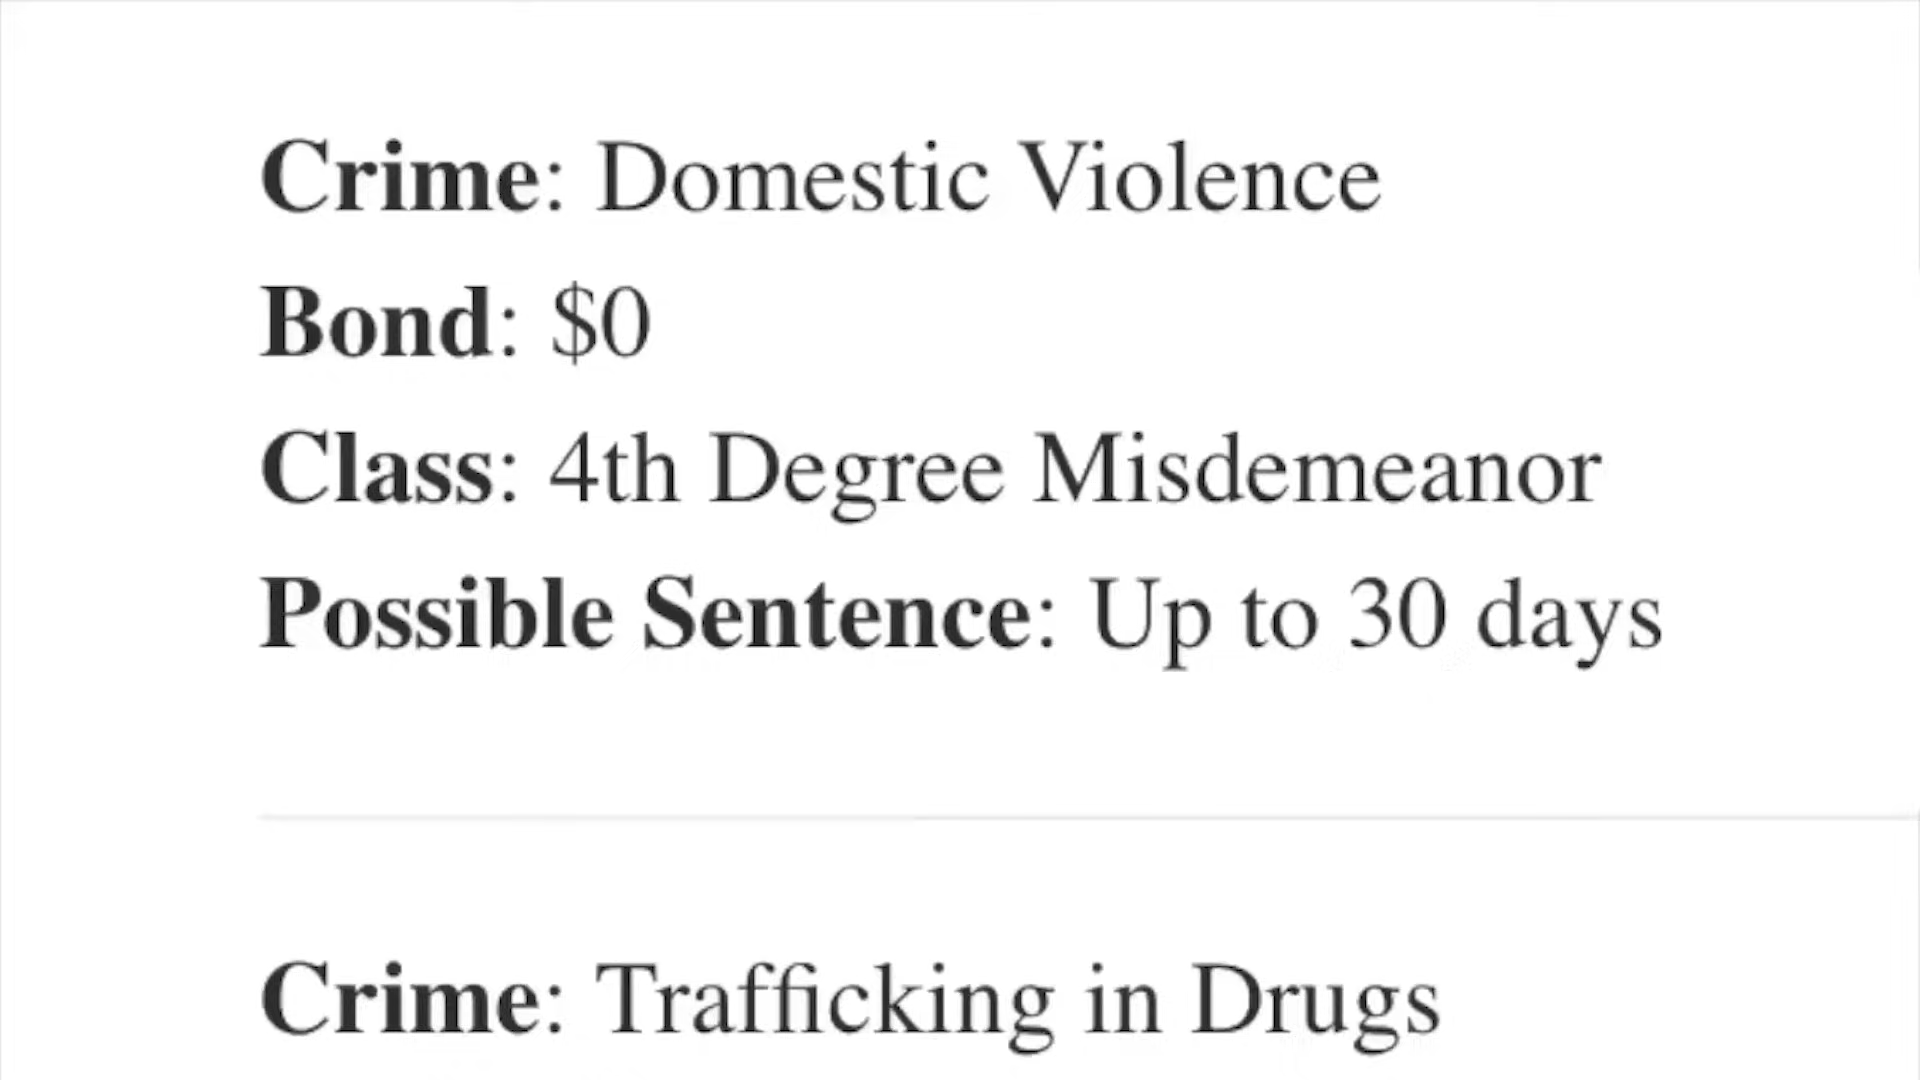 Crime: Domestic Violence
Bond: $0
Class: 4th Degree Misdemeanor
Possible Sentence: Up to 30 days
Crime: Trafficking in Drugs